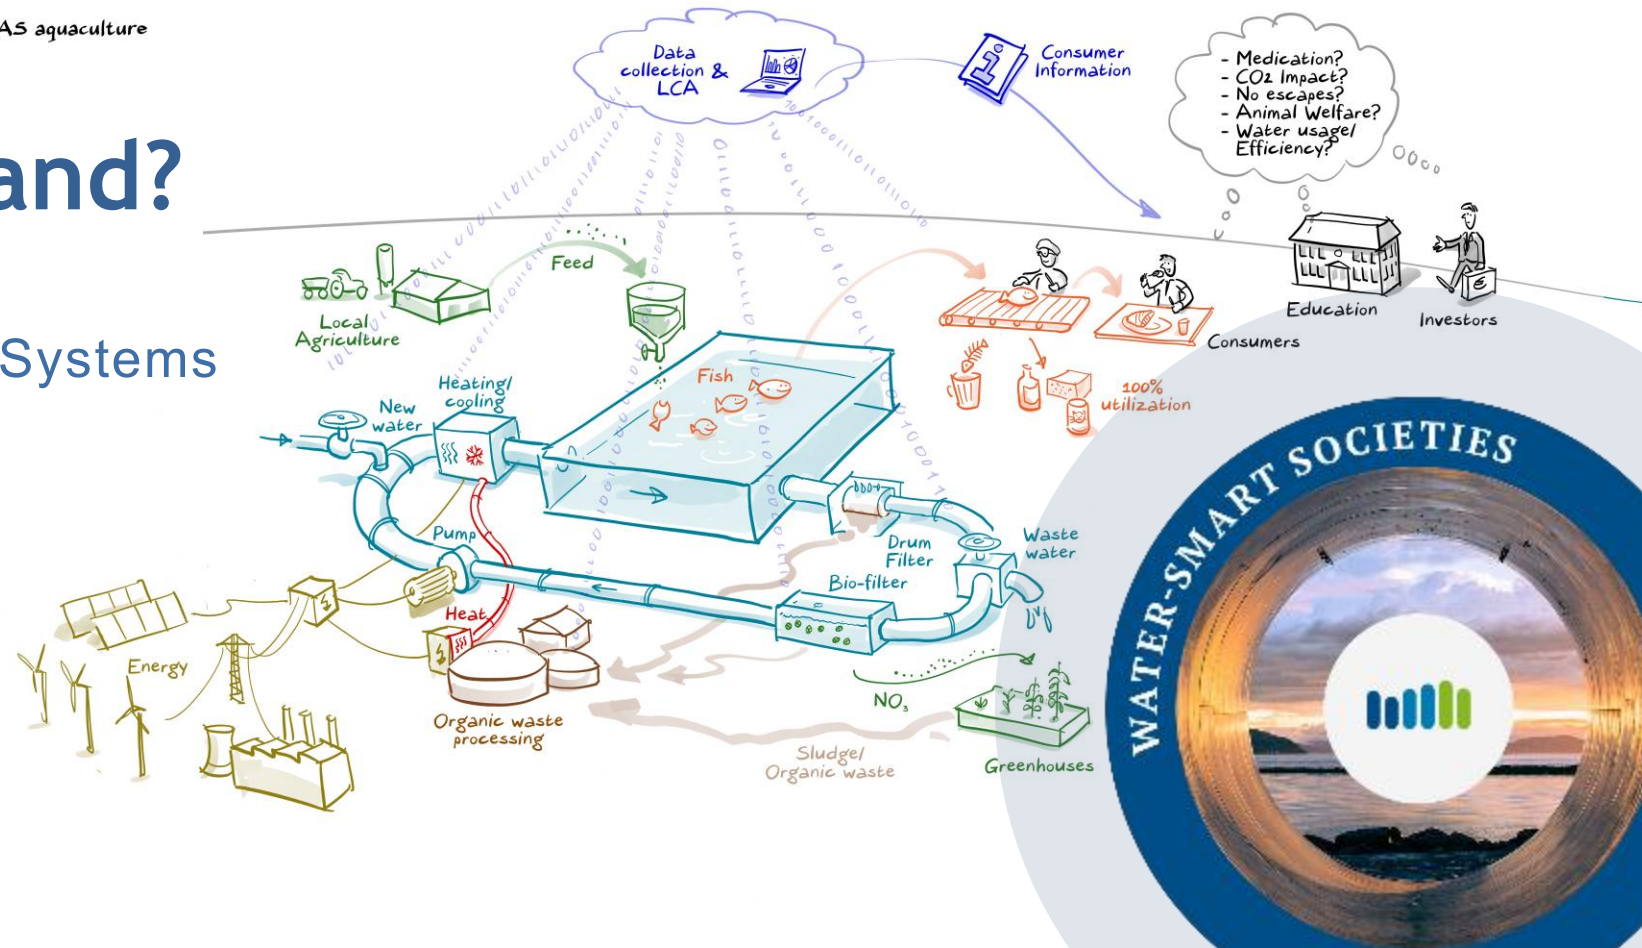 AS aquaculture
and?
Systems
Data
collection &
LCA
Consumer
Information
- Medication?
- CO2 Impact?
- No escapes?
- Animal Welfare?
- Water usage/
Efficiency?
Feed
Local
Agriculture
Education
Investors
Consumers
Fish
100%
utilization
Heating/
cooling
New
water
Pump
Drum
Filter
Waste
water
Bio-filter
Heat
Energy
NO3
Organic waste
processing
Sludge/
Organic waste
Greenhouses
WATER-SMART SOCIETIES